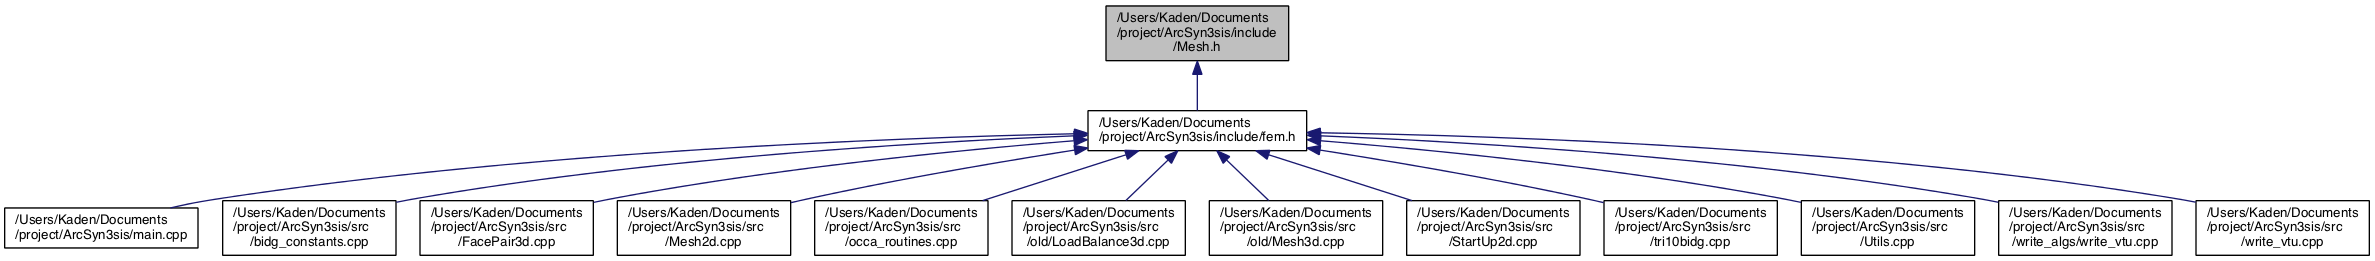 /Users/Kaden/Documents
/project/ArcSyn3sis/include
/Mesh.h
/Users/Kaden/Documents
/project/ArcSyn3sis/include/fem.h
/Users/Kaden/Documents
/project/ArcSyn3sis/main.cpp
/Users/Kaden/Documents
/project/ArcSyn3sis/src
/bidg_constants.cpp
/Users/Kaden/Documents
/project/ArcSyn3sis/src
/FacePair3d.cpp
/Users/Kaden/Documents
/project/ArcSyn3sis/src
/Mesh2d.cpp
/Users/Kaden/Documents
/project/ArcSyn3sis/src
/occa_routines.cpp
/Users/Kaden/Documents
/project/ArcSyn3sis/src
/old/LoadBalance3d.cpp
/Users/Kaden/Documents
/project/ArcSyn3sis/src
/old/Mesh3d.cpp
/Users/Kaden/Documents
/project/ArcSyn3sis/src
/StartUp2d.cpp
/Users/Kaden/Documents
/project/ArcSyn3sis/src
/tri10bidg.cpp
/Users/Kaden/Documents
/project/ArcSyn3sis/src
/Utils.cpp
/Users/Kaden/Documents
/project/ArcSyn3sis/src
/write_algs/write_vtu.cpp
/Users/Kaden/Documents
/project/ArcSyn3sis/src
/write_vtu.cpp